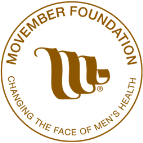 MOVEMBER FOUNDATION
M
®
CHANGING THE FACE OF MEN'S HEALTH